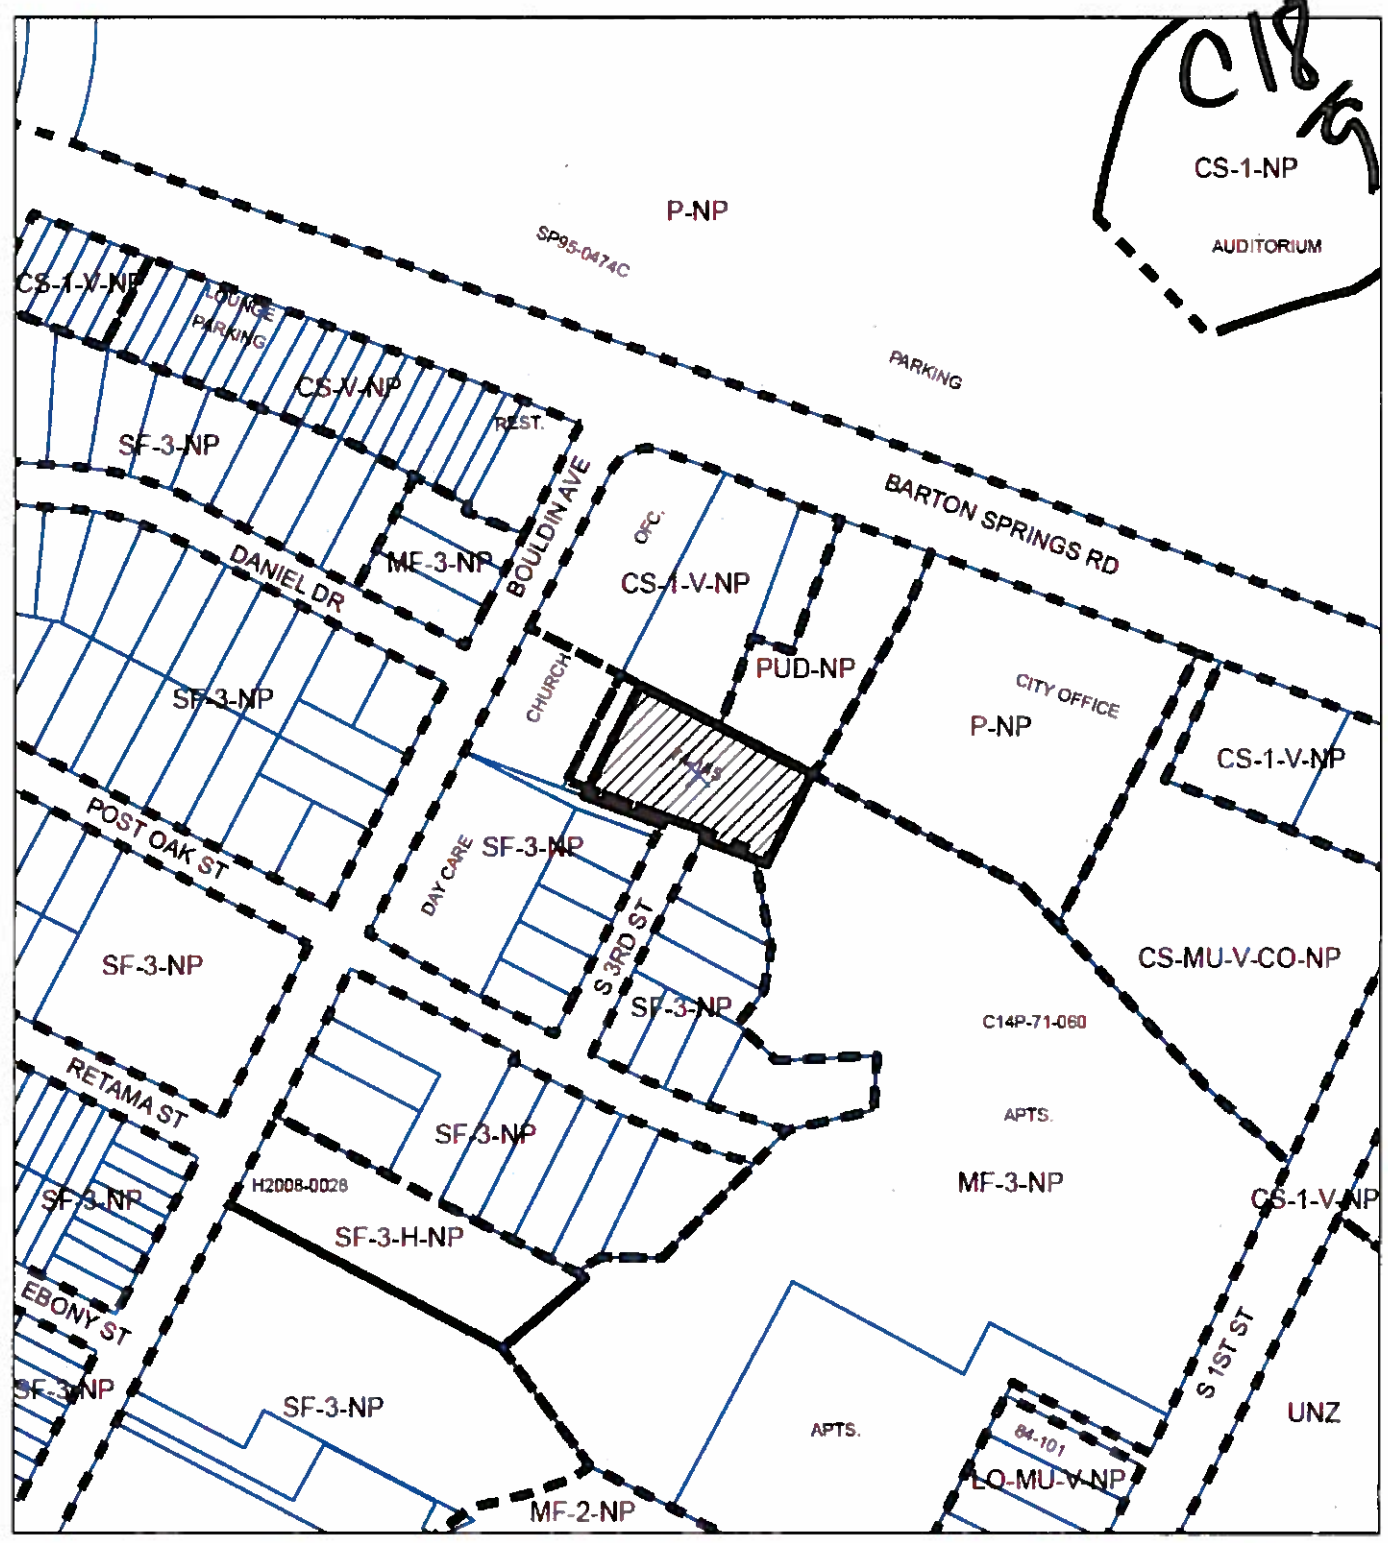 C18/9
CS-1-NP
AUDITORIUM
P-NP
SP95-0474C
CS-1-V-NP
LOUNGE
PARKING
PARKING
CS-V-NP
REST.
SF-3-NP
BARTON SPRINGS RD
BOULDIN AVE
OFC.
MF-3-NP
DANIEL DR
CS-1-V-NP
CHURCH
PUD-NP
CITY OFFICE
SF-3-NP
P-NP
CS-1-V-NP
POST OAK ST
SF-3-NP
DAY CARE
S 3RD ST
CS-MU-V-CO-NP
SF-3-NP
SF-3-NP
C14P-71-060
RETAMA ST
APTS.
SF-3-NP
H2008-0028
MF-3-NP
SF-3-NP
CS-1-V-NP
SF-3-H-NP
EBONY ST
S 1ST ST
SF-3-NP
SF-3-NP
UNZ
APTS.
84-101
LO-MU-V-NP
MF-2-NP